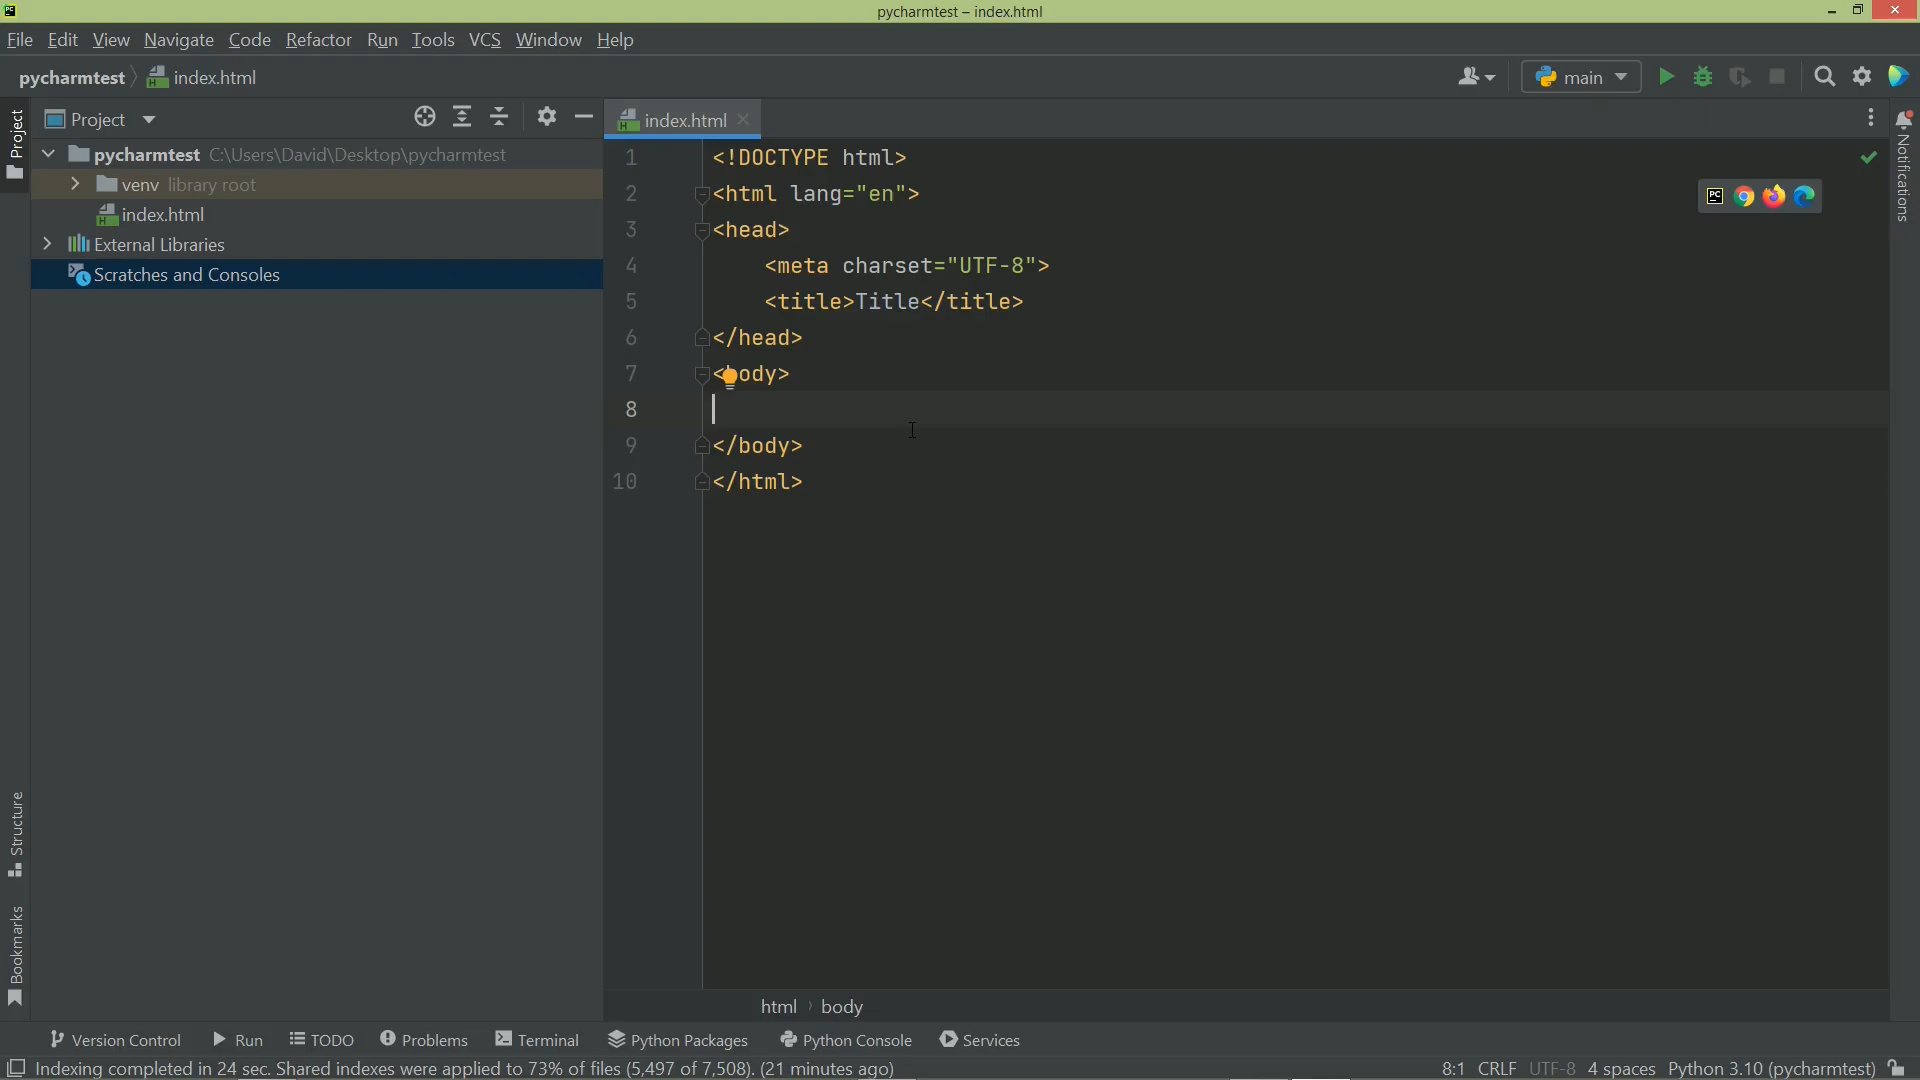 pycharmtest – index.html
File Edit View Navigate Code Refactor Run Tools VCS Window Help
pycharmtest index.html
main
Project
index.html
Project
Notifications
pycharmtest C:\Users\David\Desktop\pycharmtest
venv library root
index.html
External Libraries
Scratches and Consoles
1 <!DOCTYPE html>
2 <html lang="en">
3 <head>
4 <meta charset="UTF-8">
5 <title>Title</title>
6 </head>
7 <body>
8
9 </body>
10 </html>
Structure
Bookmarks
html body
Version Control Run TODO Problems Terminal Python Packages Python Console Services
Indexing completed in 24 sec. Shared indexes were applied to 73% of files (5,497 of 7,508). (21 minutes ago) 8:1 CRLF UTF-8 4 spaces Python 3.10 (pycharmtest)